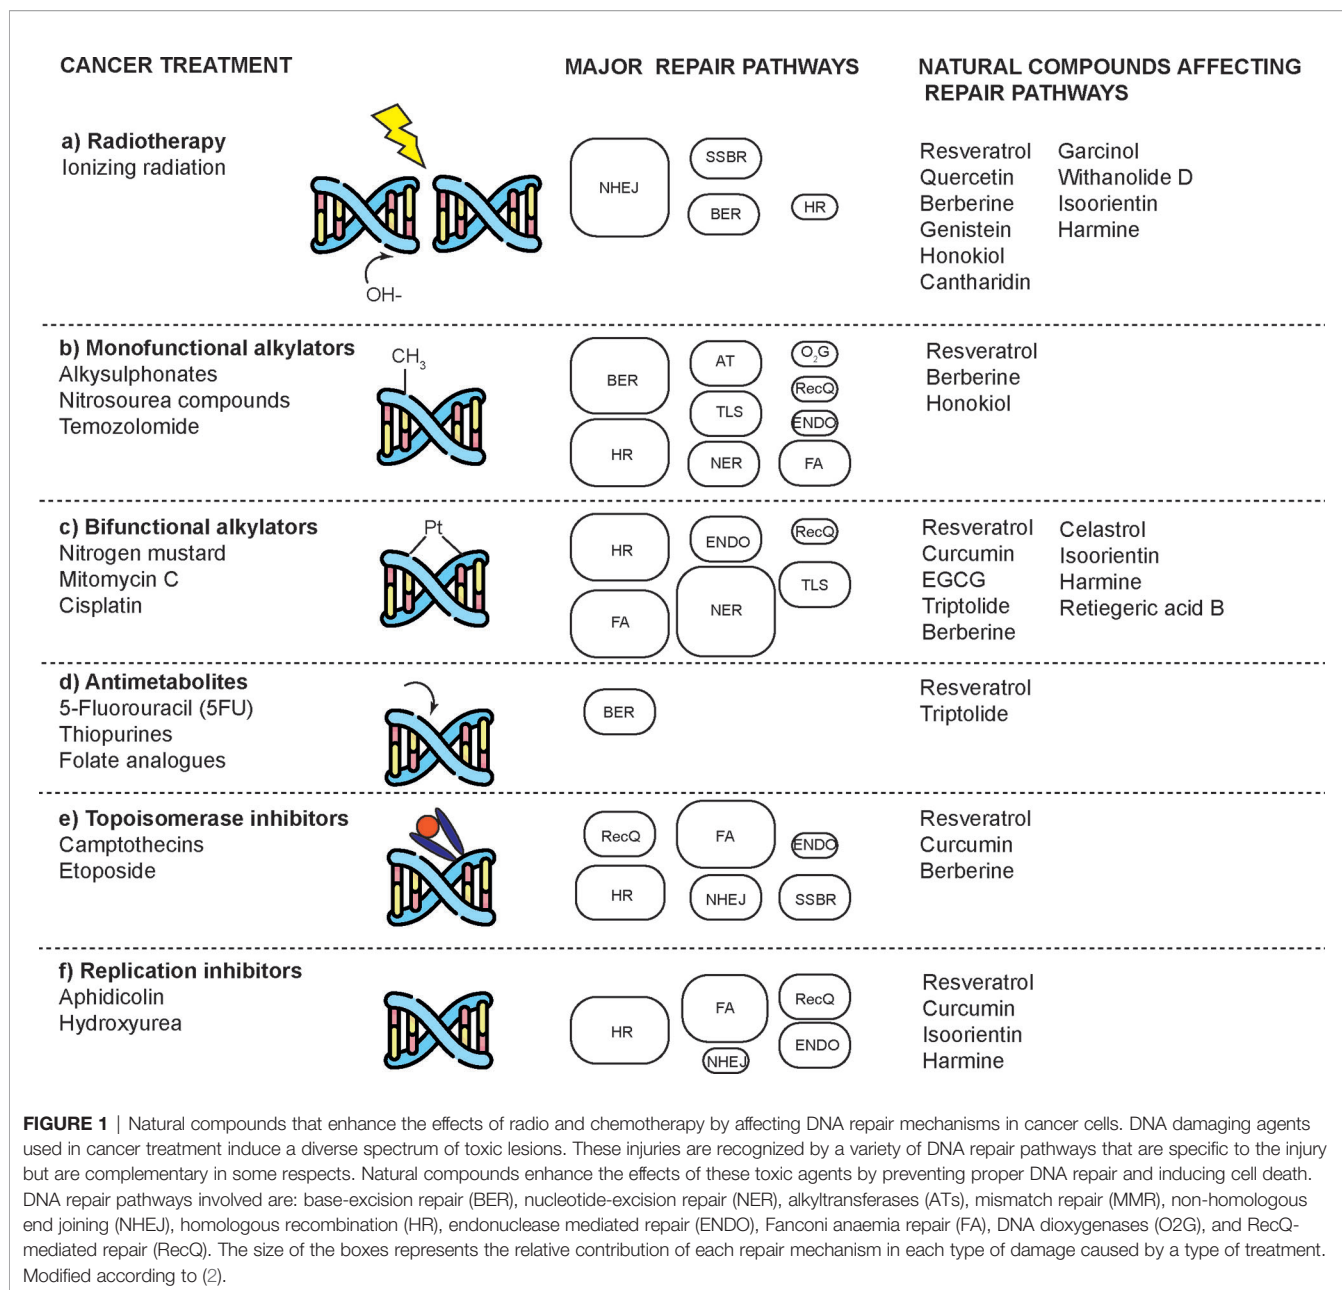 CANCER TREATMENT
MAJOR REPAIR PATHWAYS
NATURAL COMPOUNDS AFFECTING
REPAIR PATHWAYS
a) Radiotherapy
Ionizing radiation
OH-
NHEJ
SSBR
BER
HR
Resveratrol
Quercetin
Berberine
Genistein
Honokiol
Cantharidin
Garcinol
Withanolide D
Isoorientin
Harmine
b) Monofunctional alkylators
Alkysulphonates
Nitrosourea compounds
Temozolomide
CH3
BER
HR
AT
TLS
NER
O2G
RecQ
ENDO
FA
Resveratrol
Berberine
Honokiol
c) Bifunctional alkylators
Nitrogen mustard
Mitomycin C
Cisplatin
Pt
HR
FA
ENDO
NER
RecQ
TLS
Resveratrol
Curcumin
EGCG
Triptolide
Berberine
Celastrol
Isoorientin
Harmine
Retiegeric acid B
d) Antimetabolites
5-Fluorouracil (5FU)
Thiopurines
Folate analogues
BER
Resveratrol
Triptolide
e) Topoisomerase inhibitors
Camptothecins
Etoposide
RecQ
HR
FA
NHEJ
ENDO
SSBR
Resveratrol
Curcumin
Berberine
f) Replication inhibitors
Aphidicolin
Hydroxyurea
HR
FA
NHEJ
RecQ
ENDO
Resveratrol
Curcumin
Isoorientin
Harmine
FIGURE 1 | Natural compounds that enhance the effects of radio and chemotherapy by affecting DNA repair mechanisms in cancer cells. DNA damaging agents
used in cancer treatment induce a diverse spectrum of toxic lesions. These injuries are recognized by a variety of DNA repair pathways that are specific to the injury
but are complementary in some respects. Natural compounds enhance the effects of these toxic agents by preventing proper DNA repair and inducing cell death.
DNA repair pathways involved are: base-excision repair (BER), nucleotide-excision repair (NER), alkyltransferases (ATs), mismatch repair (MMR), non-homologous
end joining (NHEJ), homologous recombination (HR), endonuclease mediated repair (ENDO), Fanconi anaemia repair (FA), DNA dioxygenases (O2G), and RecQ-
mediated repair (RecQ). The size of the boxes represents the relative contribution of each repair mechanism in each type of damage caused by a type of treatment.
Modified according to (2).